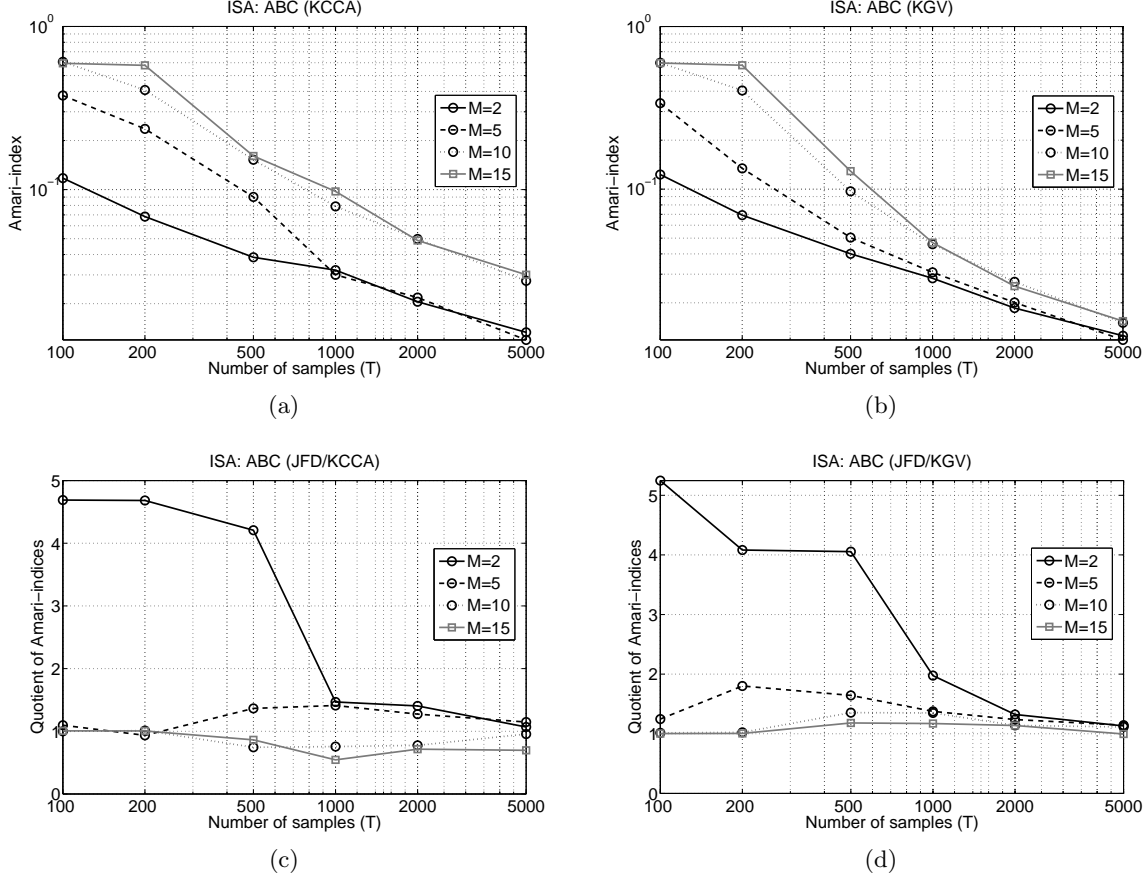 ISA: ABC (KCCA)
10^0
10^-1
Amari-index
M=2
M=5
M=10
M=15
100 200 500 1000 2000 5000
Number of samples (T)
(a)
ISA: ABC (KGV)
10^0
10^-1
Amari-index
M=2
M=5
M=10
M=15
100 200 500 1000 2000 5000
Number of samples (T)
(b)
ISA: ABC (JFD/KCCA)
5
4
3
2
1
0
Quotient of Amari-indices
M=2
M=5
M=10
M=15
100 200 500 1000 2000 5000
Number of samples (T)
(c)
ISA: ABC (JFD/KGV)
5
4
3
2
1
0
Quotient of Amari-indices
M=2
M=5
M=10
M=15
100 200 500 1000 2000 5000
Number of samples (T)
(d)